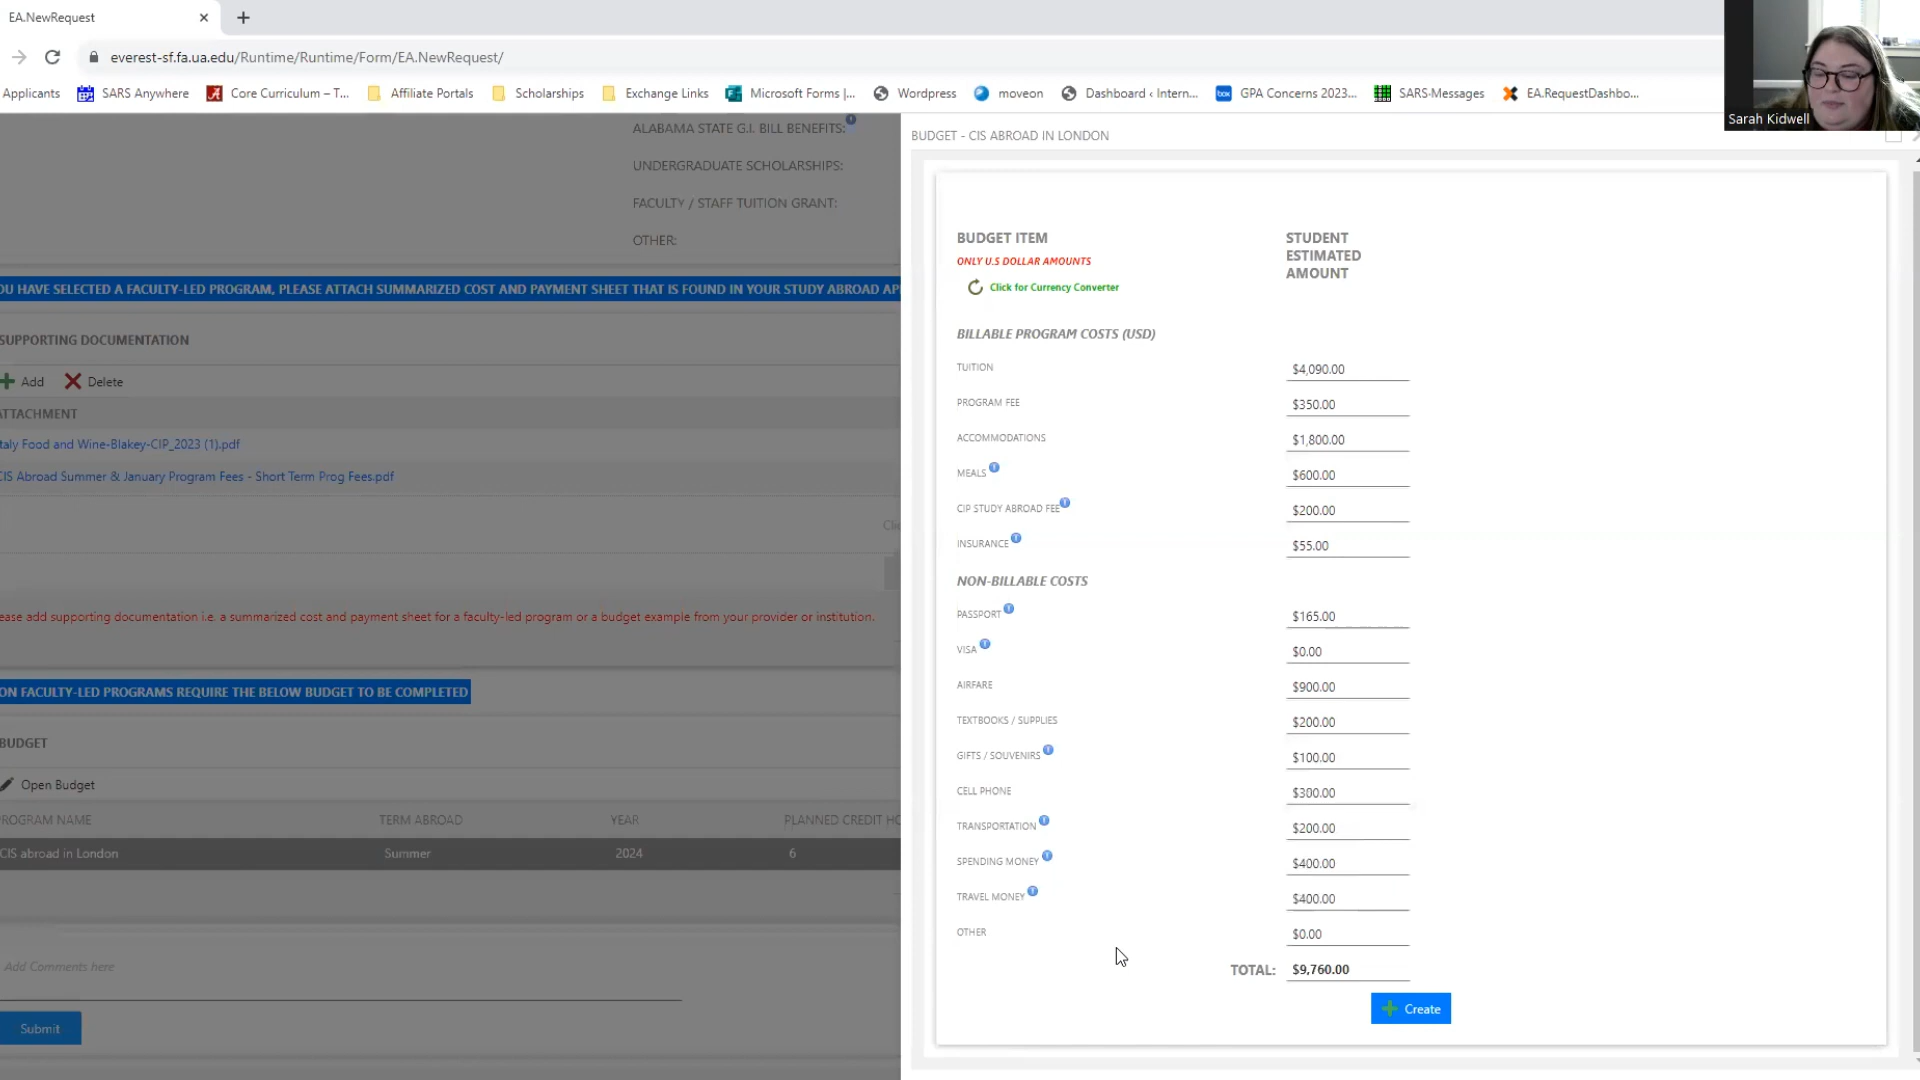 EA.NewRequest
everest-sf.fa.ua.edu/Runtime/Runtime/Form/EA.NewRequest/
Applicants SARS Anywhere Core Curriculum – T... Affiliate Portals Scholarships Exchange Links Microsoft Forms |... Wordpress moveon Dashboard ‹ Intern... GPA Concerns 2023... SARS·Messages EA.RequestDashbo...
Sarah Kidwell
ALABAMA STATE G.I. BILL BENEFITS:
UNDERGRADUATE SCHOLARSHIPS:
FACULTY / STAFF TUITION GRANT:
OTHER:
OU HAVE SELECTED A FACULTY-LED PROGRAM, PLEASE ATTACH SUMMARIZED COST AND PAYMENT SHEET THAT IS FOUND IN YOUR STUDY ABROAD AP
SUPPORTING DOCUMENTATION
Add Delete
ATTACHMENT
taly Food and Wine-Blakey-CIP_2023 (1).pdf
CIS Abroad Summer & January Program Fees - Short Term Prog Fees.pdf
Clic
ease add supporting documentation i.e. a summarized cost and payment sheet for a faculty-led program or a budget example from your provider or institution.
ON FACULTY-LED PROGRAMS REQUIRE THE BELOW BUDGET TO BE COMPLETED
BUDGET
Open Budget
PROGRAM NAME TERM ABROAD YEAR PLANNED CREDIT HO
CIS abroad in London Summer 2024 6
Add Comments here
Submit
BUDGET - CIS ABROAD IN LONDON
BUDGET ITEM
ONLY U.S DOLLAR AMOUNTS
Click for Currency Converter
STUDENT
ESTIMATED
AMOUNT
BILLABLE PROGRAM COSTS (USD)
TUITION $4,090.00
PROGRAM FEE $350.00
ACCOMMODATIONS $1,800.00
MEALS $600.00
CIP STUDY ABROAD FEE $200.00
INSURANCE $55.00
NON-BILLABLE COSTS
PASSPORT $165.00
VISA $0.00
AIRFARE $900.00
TEXTBOOKS / SUPPLIES $200.00
GIFTS / SOUVENIRS $100.00
CELL PHONE $300.00
TRANSPORTATION $200.00
SPENDING MONEY $400.00
TRAVEL MONEY $400.00
OTHER $0.00
TOTAL: $9,760.00
Create